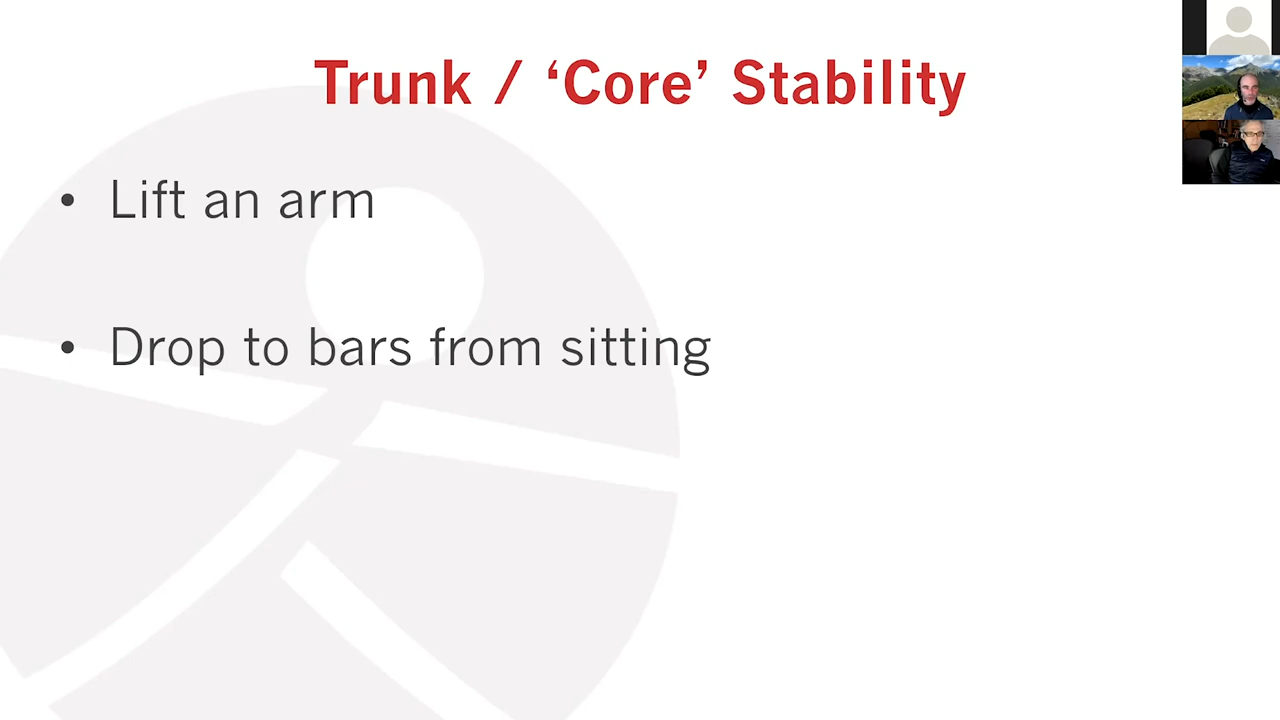 Trunk / ‘Core’ Stability
• Lift an arm
• Drop to bars from sitting